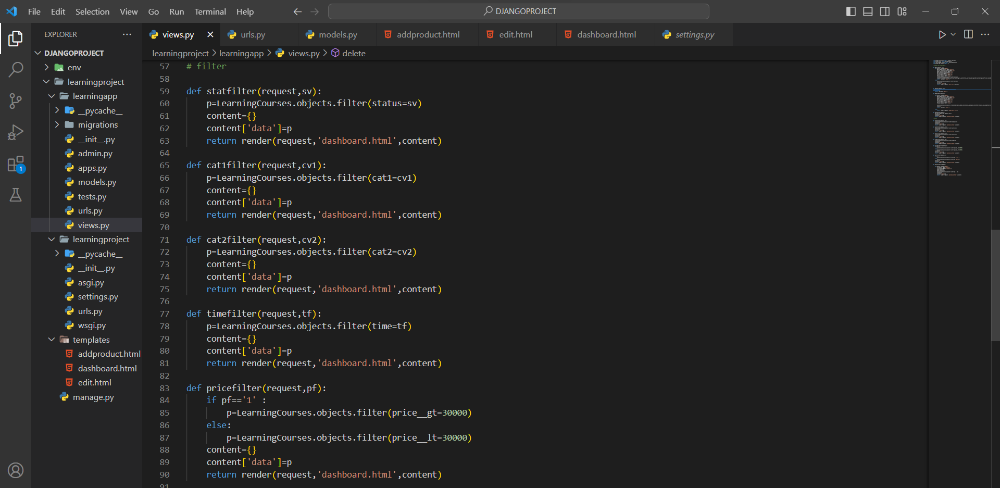 File Edit Selection View Go Run Terminal Help DJANGOPROJECT
EXPLORER
views.py urls.py models.py addproduct.html edit.html dashboard.html settings.py
learningproject > learningapp > views.py > delete
DJANGOPROJECT
env
learningproject
learningapp
__pycache__
migrations
__init__.py
admin.py
apps.py
models.py
tests.py
urls.py
views.py
learningproject
__pycache__
__init__.py
asgi.py
settings.py
urls.py
wsgi.py
templates
addproduct.html
dashboard.html
edit.html
manage.py
1
57 # filter
58
59 def statfilter(request,sv):
60     p=LearningCourses.objects.filter(status=sv)
61     content={}
62     content['data']=p
63     return render(request,'dashboard.html',content)
64
65 def cat1filter(request,cv1):
66     p=LearningCourses.objects.filter(cat1=cv1)
67     content={}
68     content['data']=p
69     return render(request,'dashboard.html',content)
70
71 def cat2filter(request,cv2):
72     p=LearningCourses.objects.filter(cat2=cv2)
73     content={}
74     content['data']=p
75     return render(request,'dashboard.html',content)
76
77 def timefilter(request,tf):
78     p=LearningCourses.objects.filter(time=tf)
79     content={}
80     content['data']=p
81     return render(request,'dashboard.html',content)
82
83 def pricefilter(request,pf):
84     if pf=='1' :
85         p=LearningCourses.objects.filter(price__gt=30000)
86     else:
87         p=LearningCourses.objects.filter(price__lt=30000)
88     content={}
89     content['data']=p
90     return render(request,'dashboard.html',content)
91